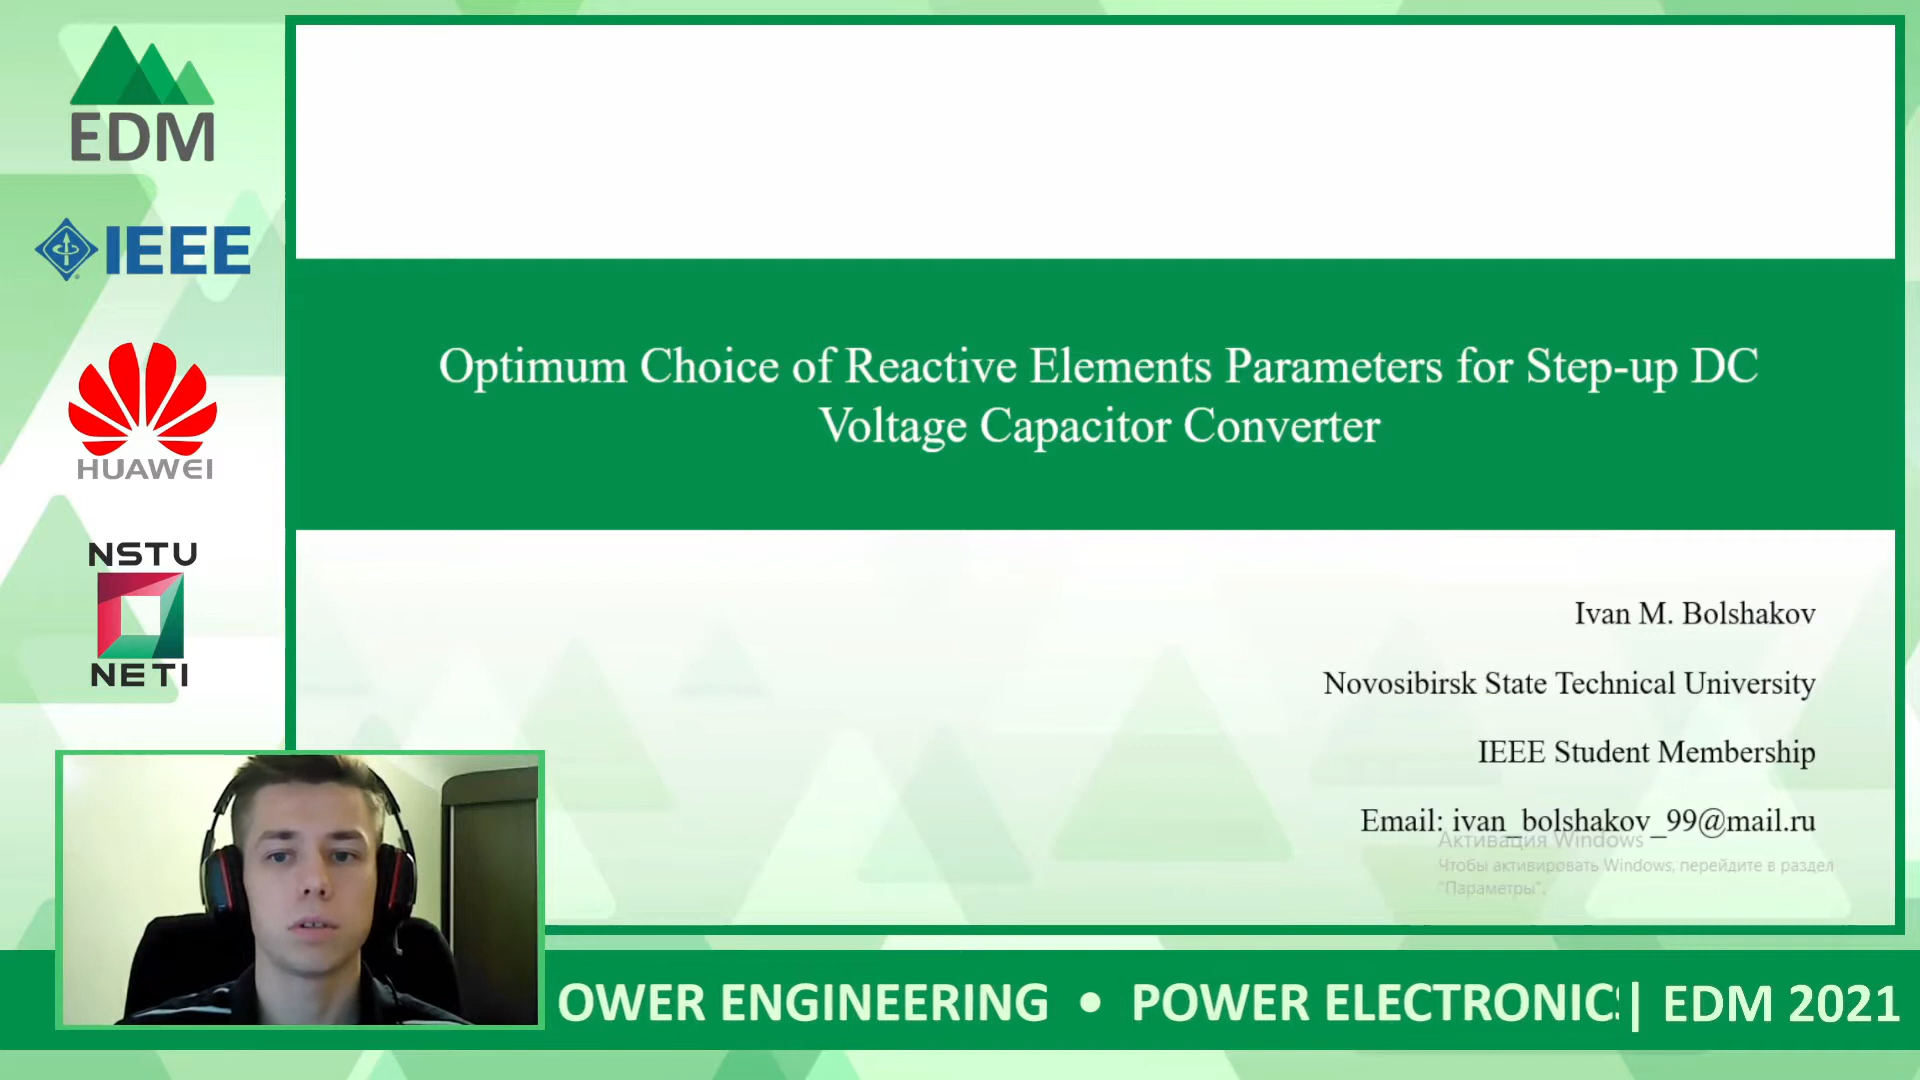 EDM
IEEE
HUAWEI
NSTU
NETI
Optimum Choice of Reactive Elements Parameters for Step-up DC
Voltage Capacitor Converter
Ivan M. Bolshakov
Novosibirsk State Technical University
IEEE Student Membership
Email: ivan_bolshakov_99@mail.ru
Активация Windows
Чтобы активировать Windows, перейдите в раздел
"Параметры".
OWER ENGINEERING • POWER ELECTRONICS | EDM 2021